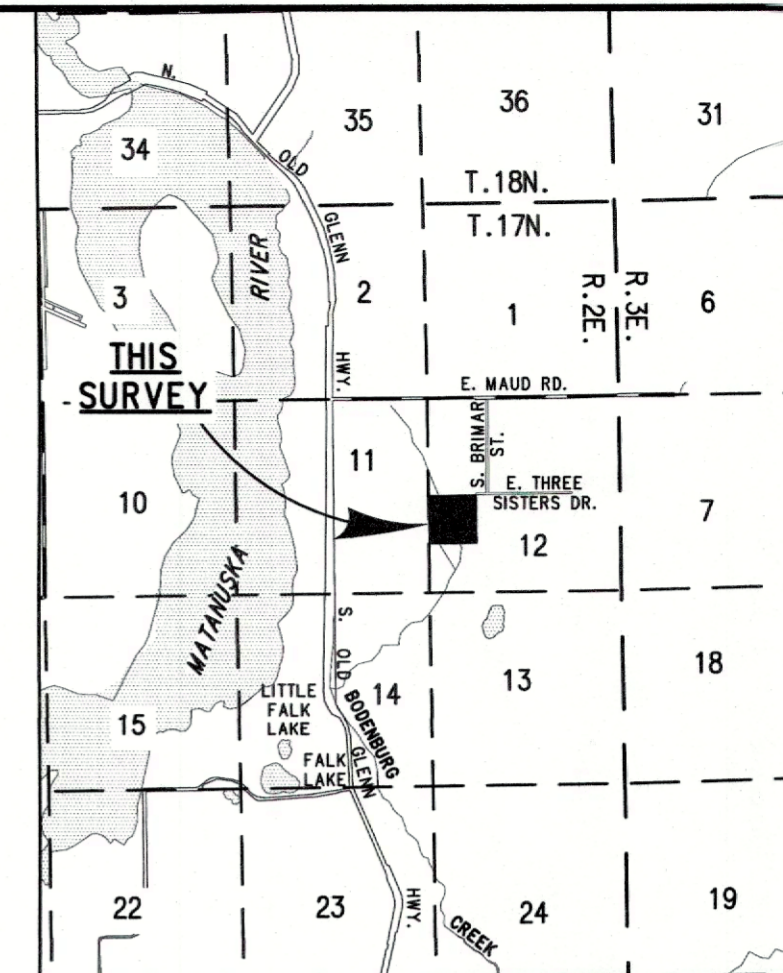 N.
35
36
31
34
OLD
T.18N.
T.17N.
GLENN
RIVER
3
2
1
R.2E.
R.3E.
6
THIS
SURVEY
HWY.
E. MAUD RD.
11
S. BRIMAR
ST.
E. THREE
SISTERS DR.
10
12
7
MATANUSKA
S.
OLD
LITTLE
FALK
LAKE
14
13
18
15
BODENBURG
FALK
LAKE
GLENN
22
23
HWY.
24
19
CREEK